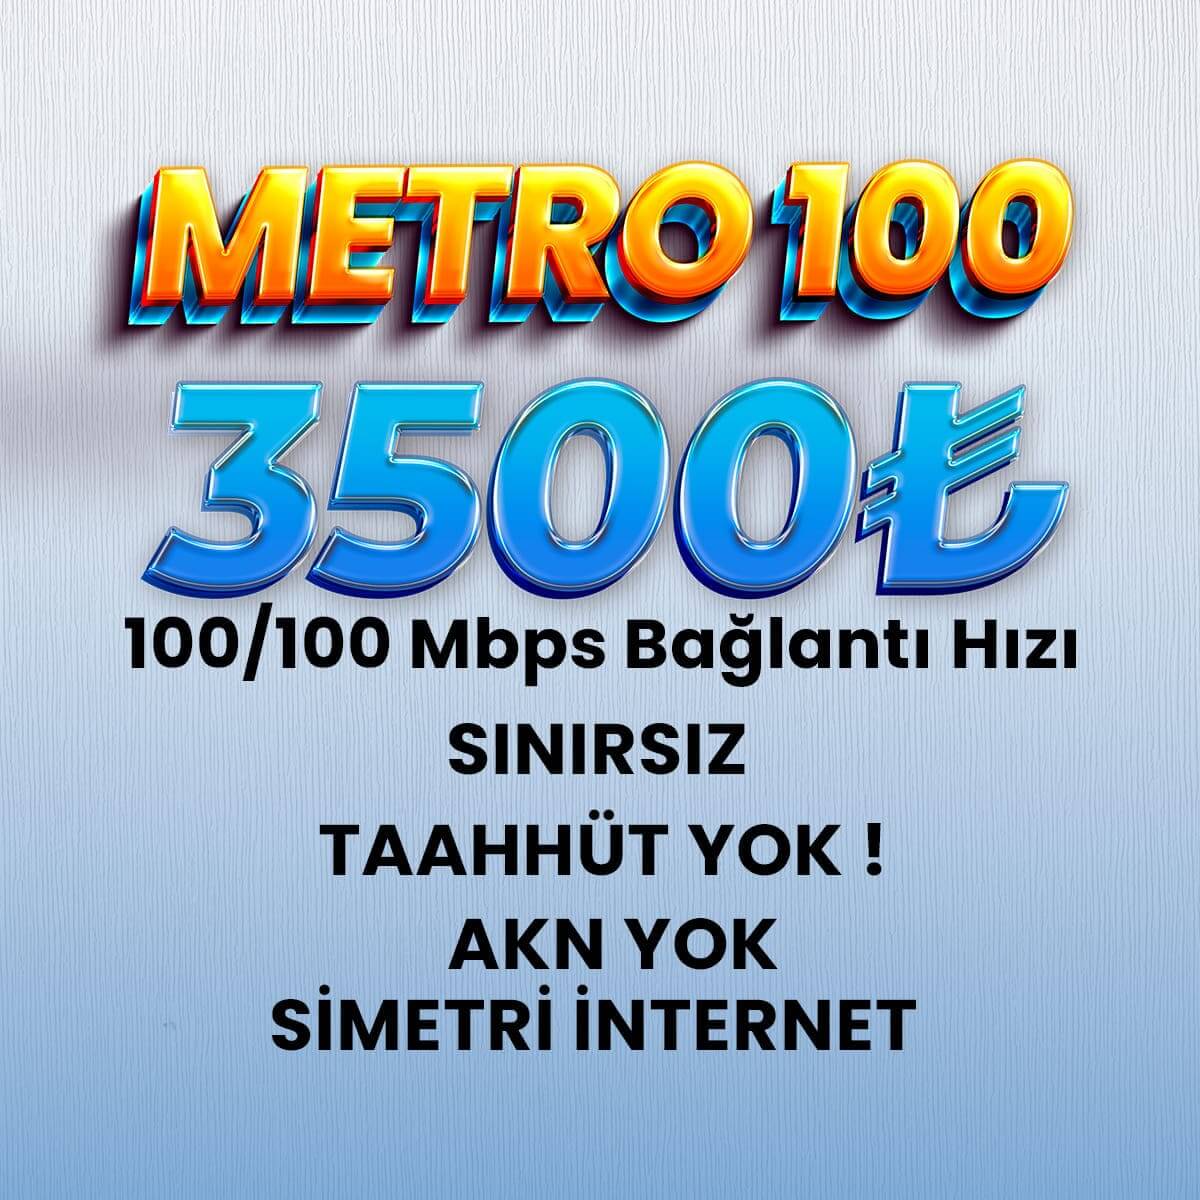 METRO 100
3500₺
100/100 Mbps Bağlantı Hızı
SINIRSIZ
TAAHHÜT YOK !
AKN YOK
SİMETRİ İNTERNET